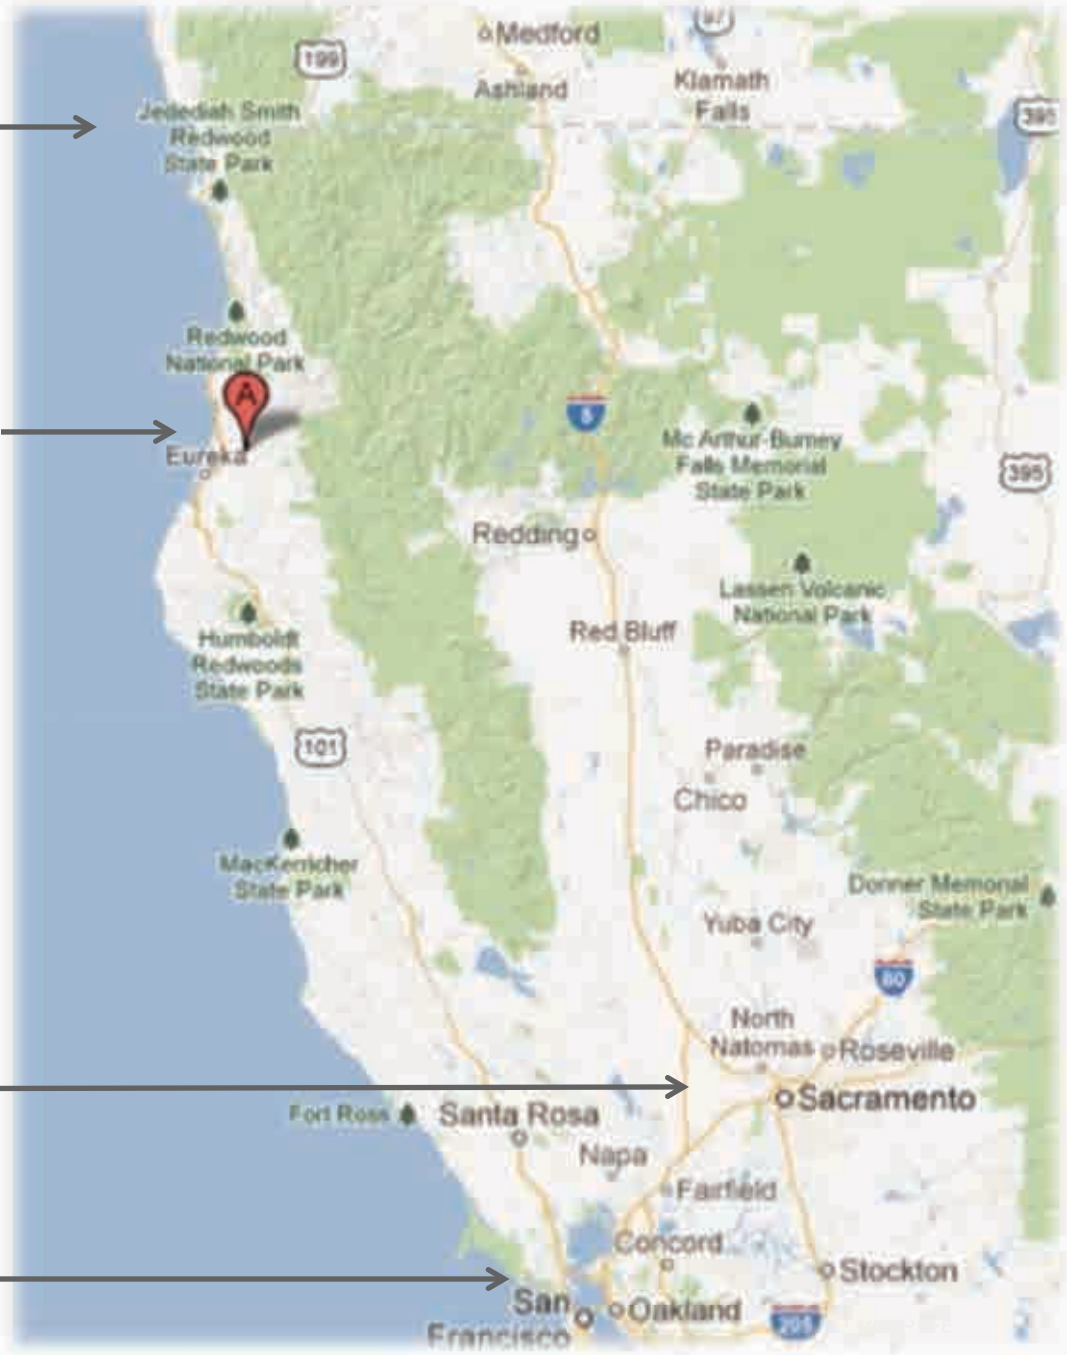 Medford
97
199
Ashland
Klamath
Falls
395
Jedediah Smith
Redwood
State Park
Redwood
National Park
A
5
Eureka
Mc Arthur-Burney
Falls Memorial
State Park
395
Redding
Lassen Volcanic
National Park
Red Bluff
Humboldt
Redwoods
State Park
101
Paradise
Chico
MacKerricher
State Park
Donner Memorial
State Park
Yuba City
80
North
Natomas
Roseville
Sacramento
Fort Ross
Santa Rosa
Napa
Fairfield
Concord
Stockton
San
Francisco
Oakland
205